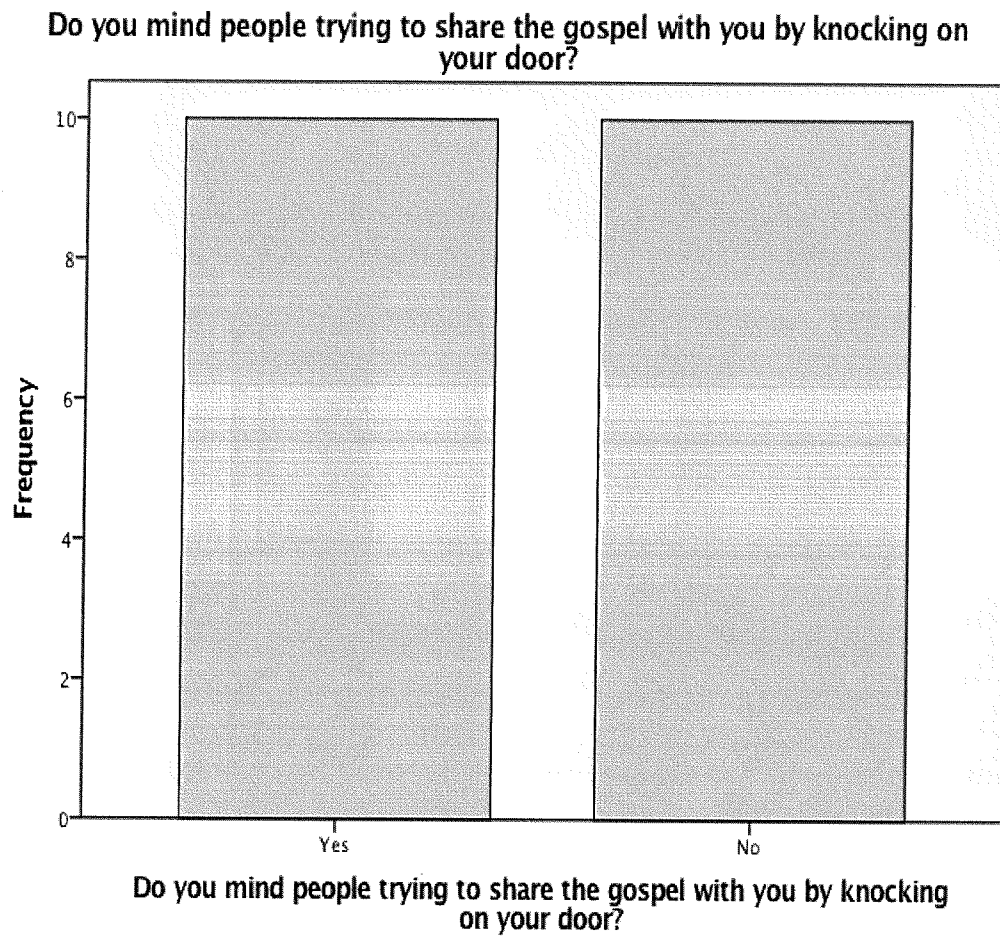 Do you mind people trying to share the gospel with you by knocking on
your door?
10
8
6
4
2
0
Frequency
Yes
No
Do you mind people trying to share the gospel with you by knocking
on your door?